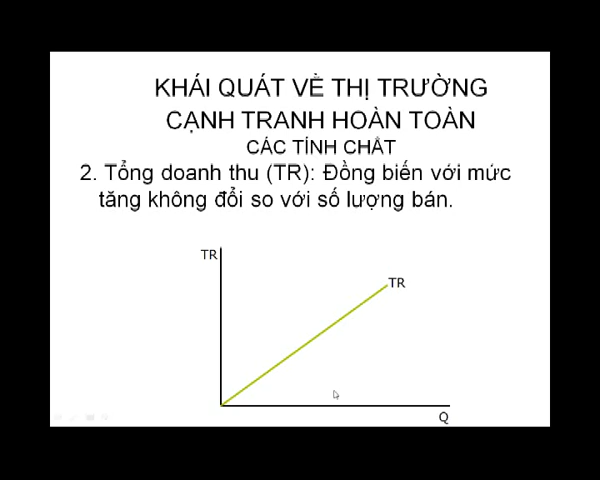 KHÁI QUÁT VỀ THỊ TRƯỜNG
CẠNH TRANH HOÀN TOÀN
CÁC TÍNH CHẤT
2. Tổng doanh thu (TR): Đồng biến với mức
tăng không đổi so với số lượng bán.
TR
TR
Q